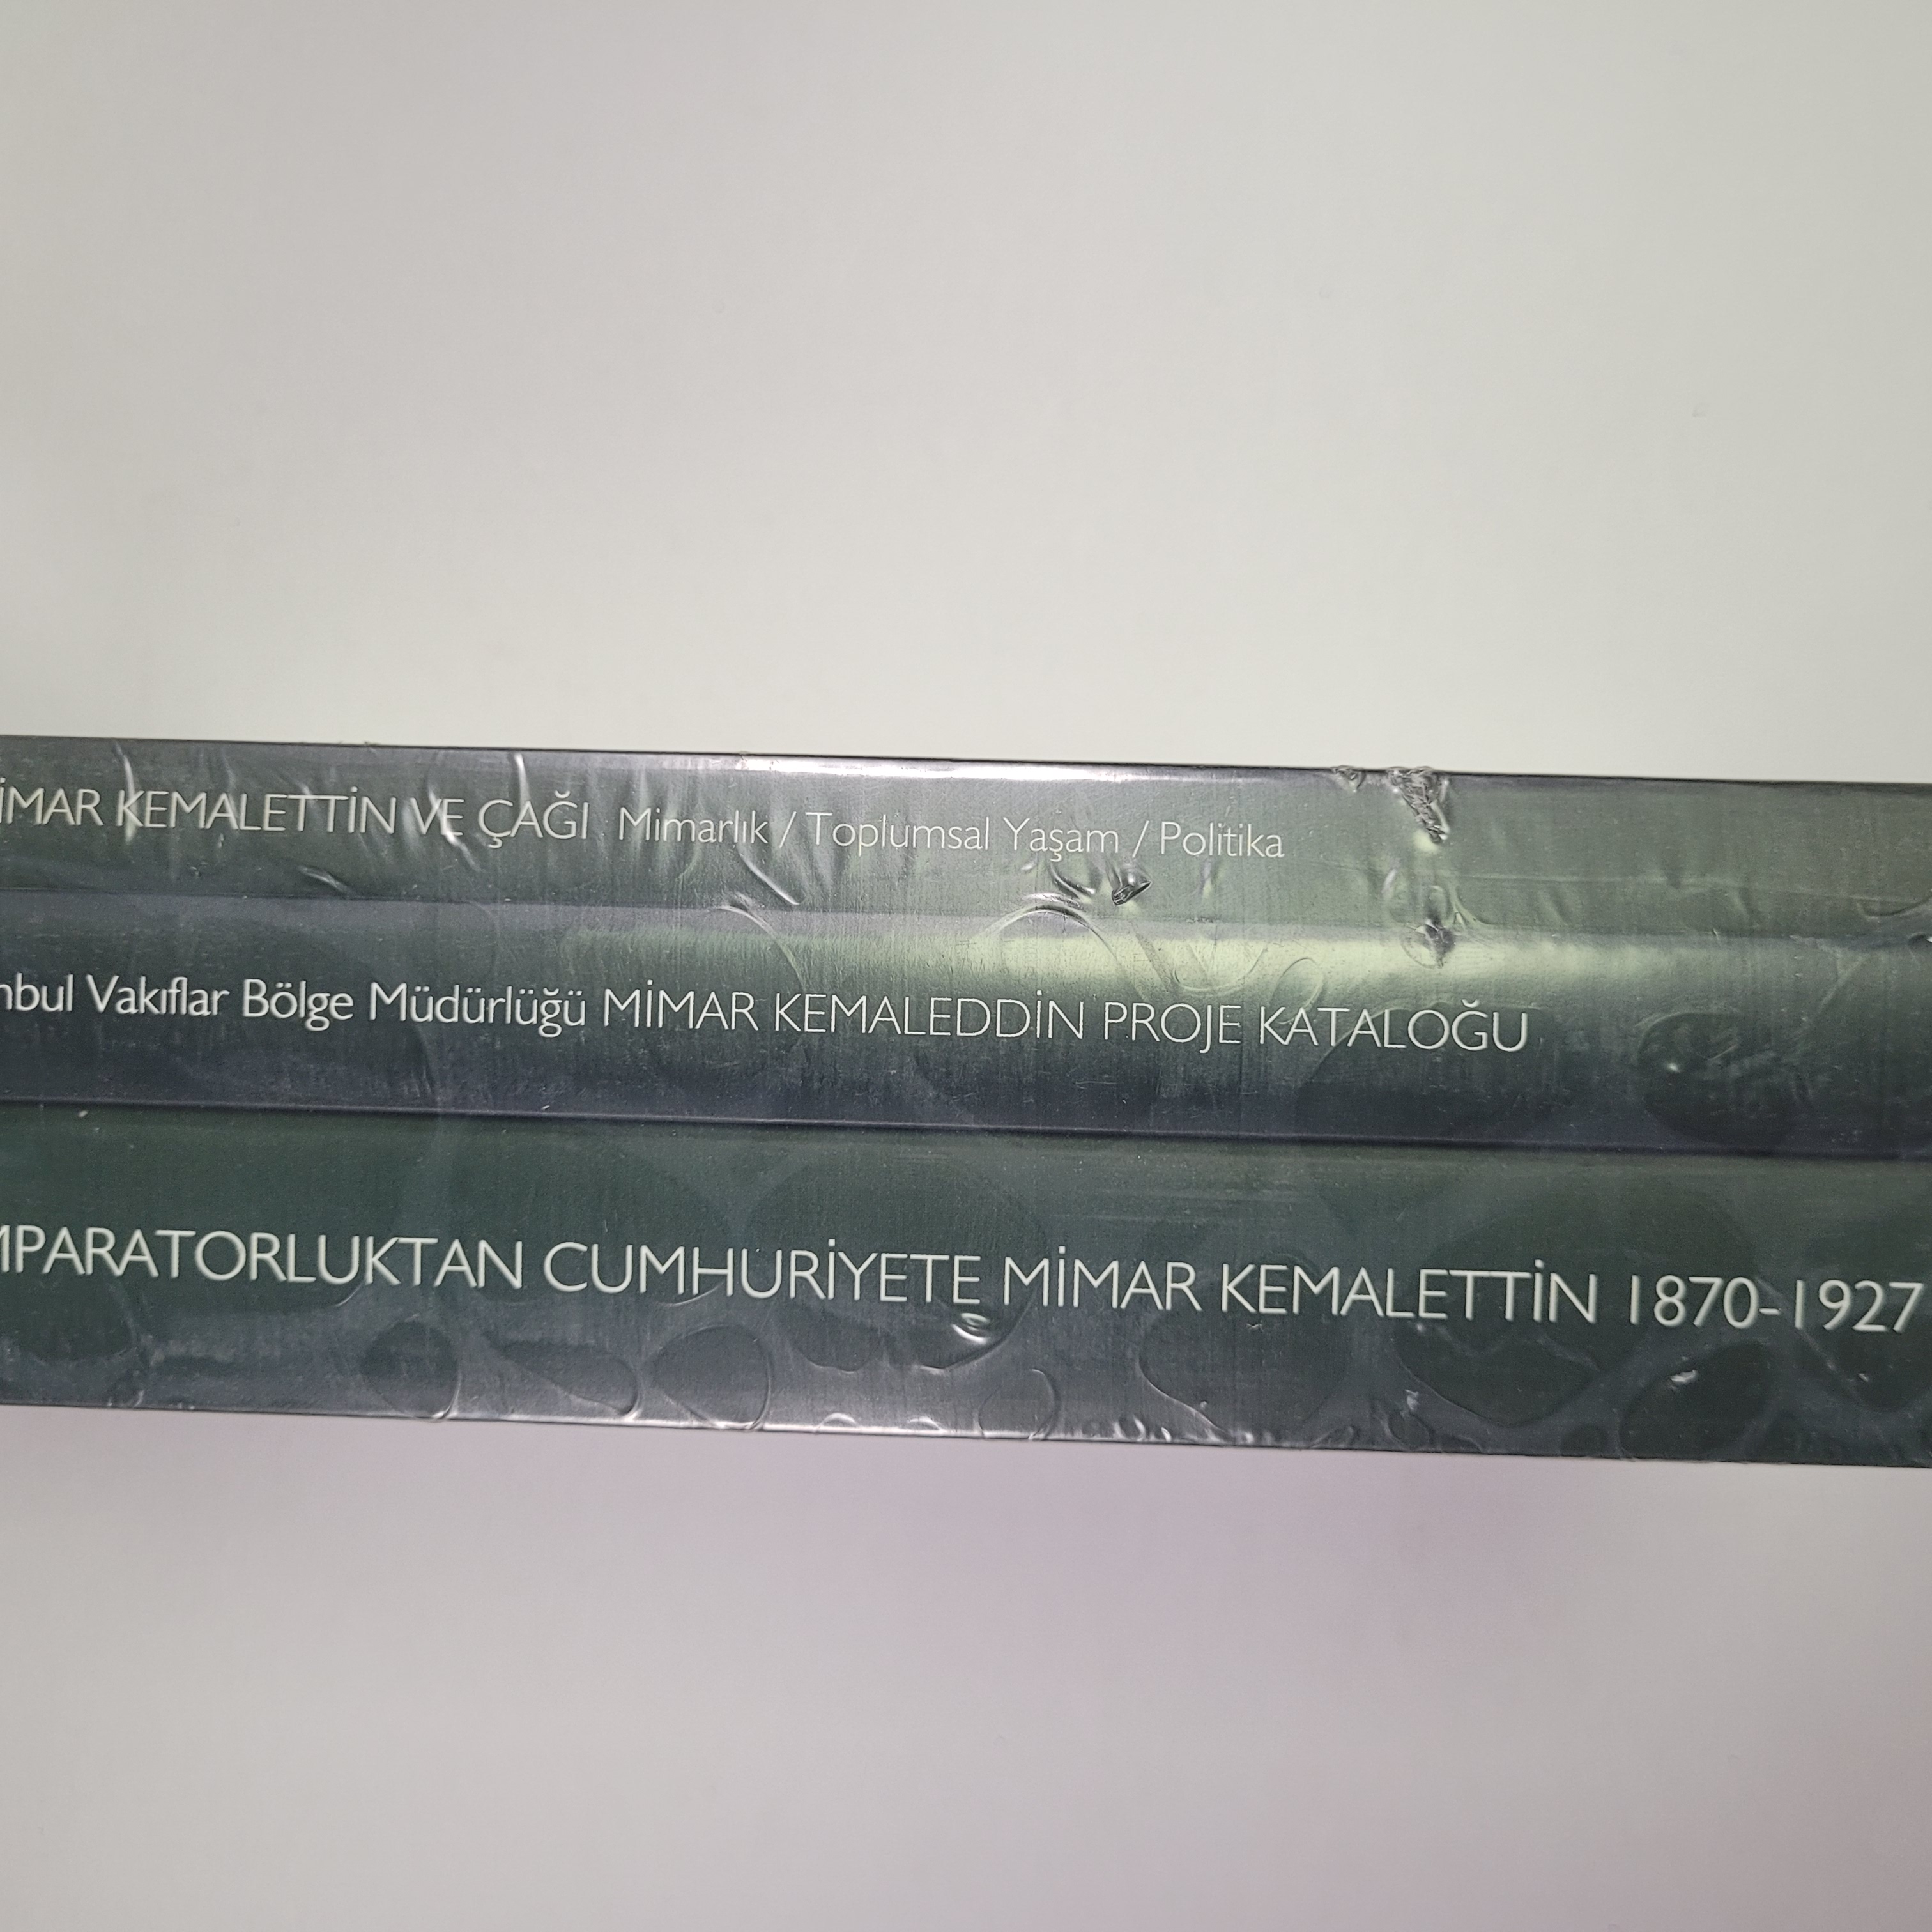 İMAR KEMALETTİN VE ÇAĞI Mimarlık / Toplumsal Yaşam / Politika
nbul Vakıflar Bölge Müdürlüğü MİMAR KEMALEDDİN PROJE KATALOĞU
MPARATORLUKTAN CUMHURİYETE MİMAR KEMALETTİN 1870-1927